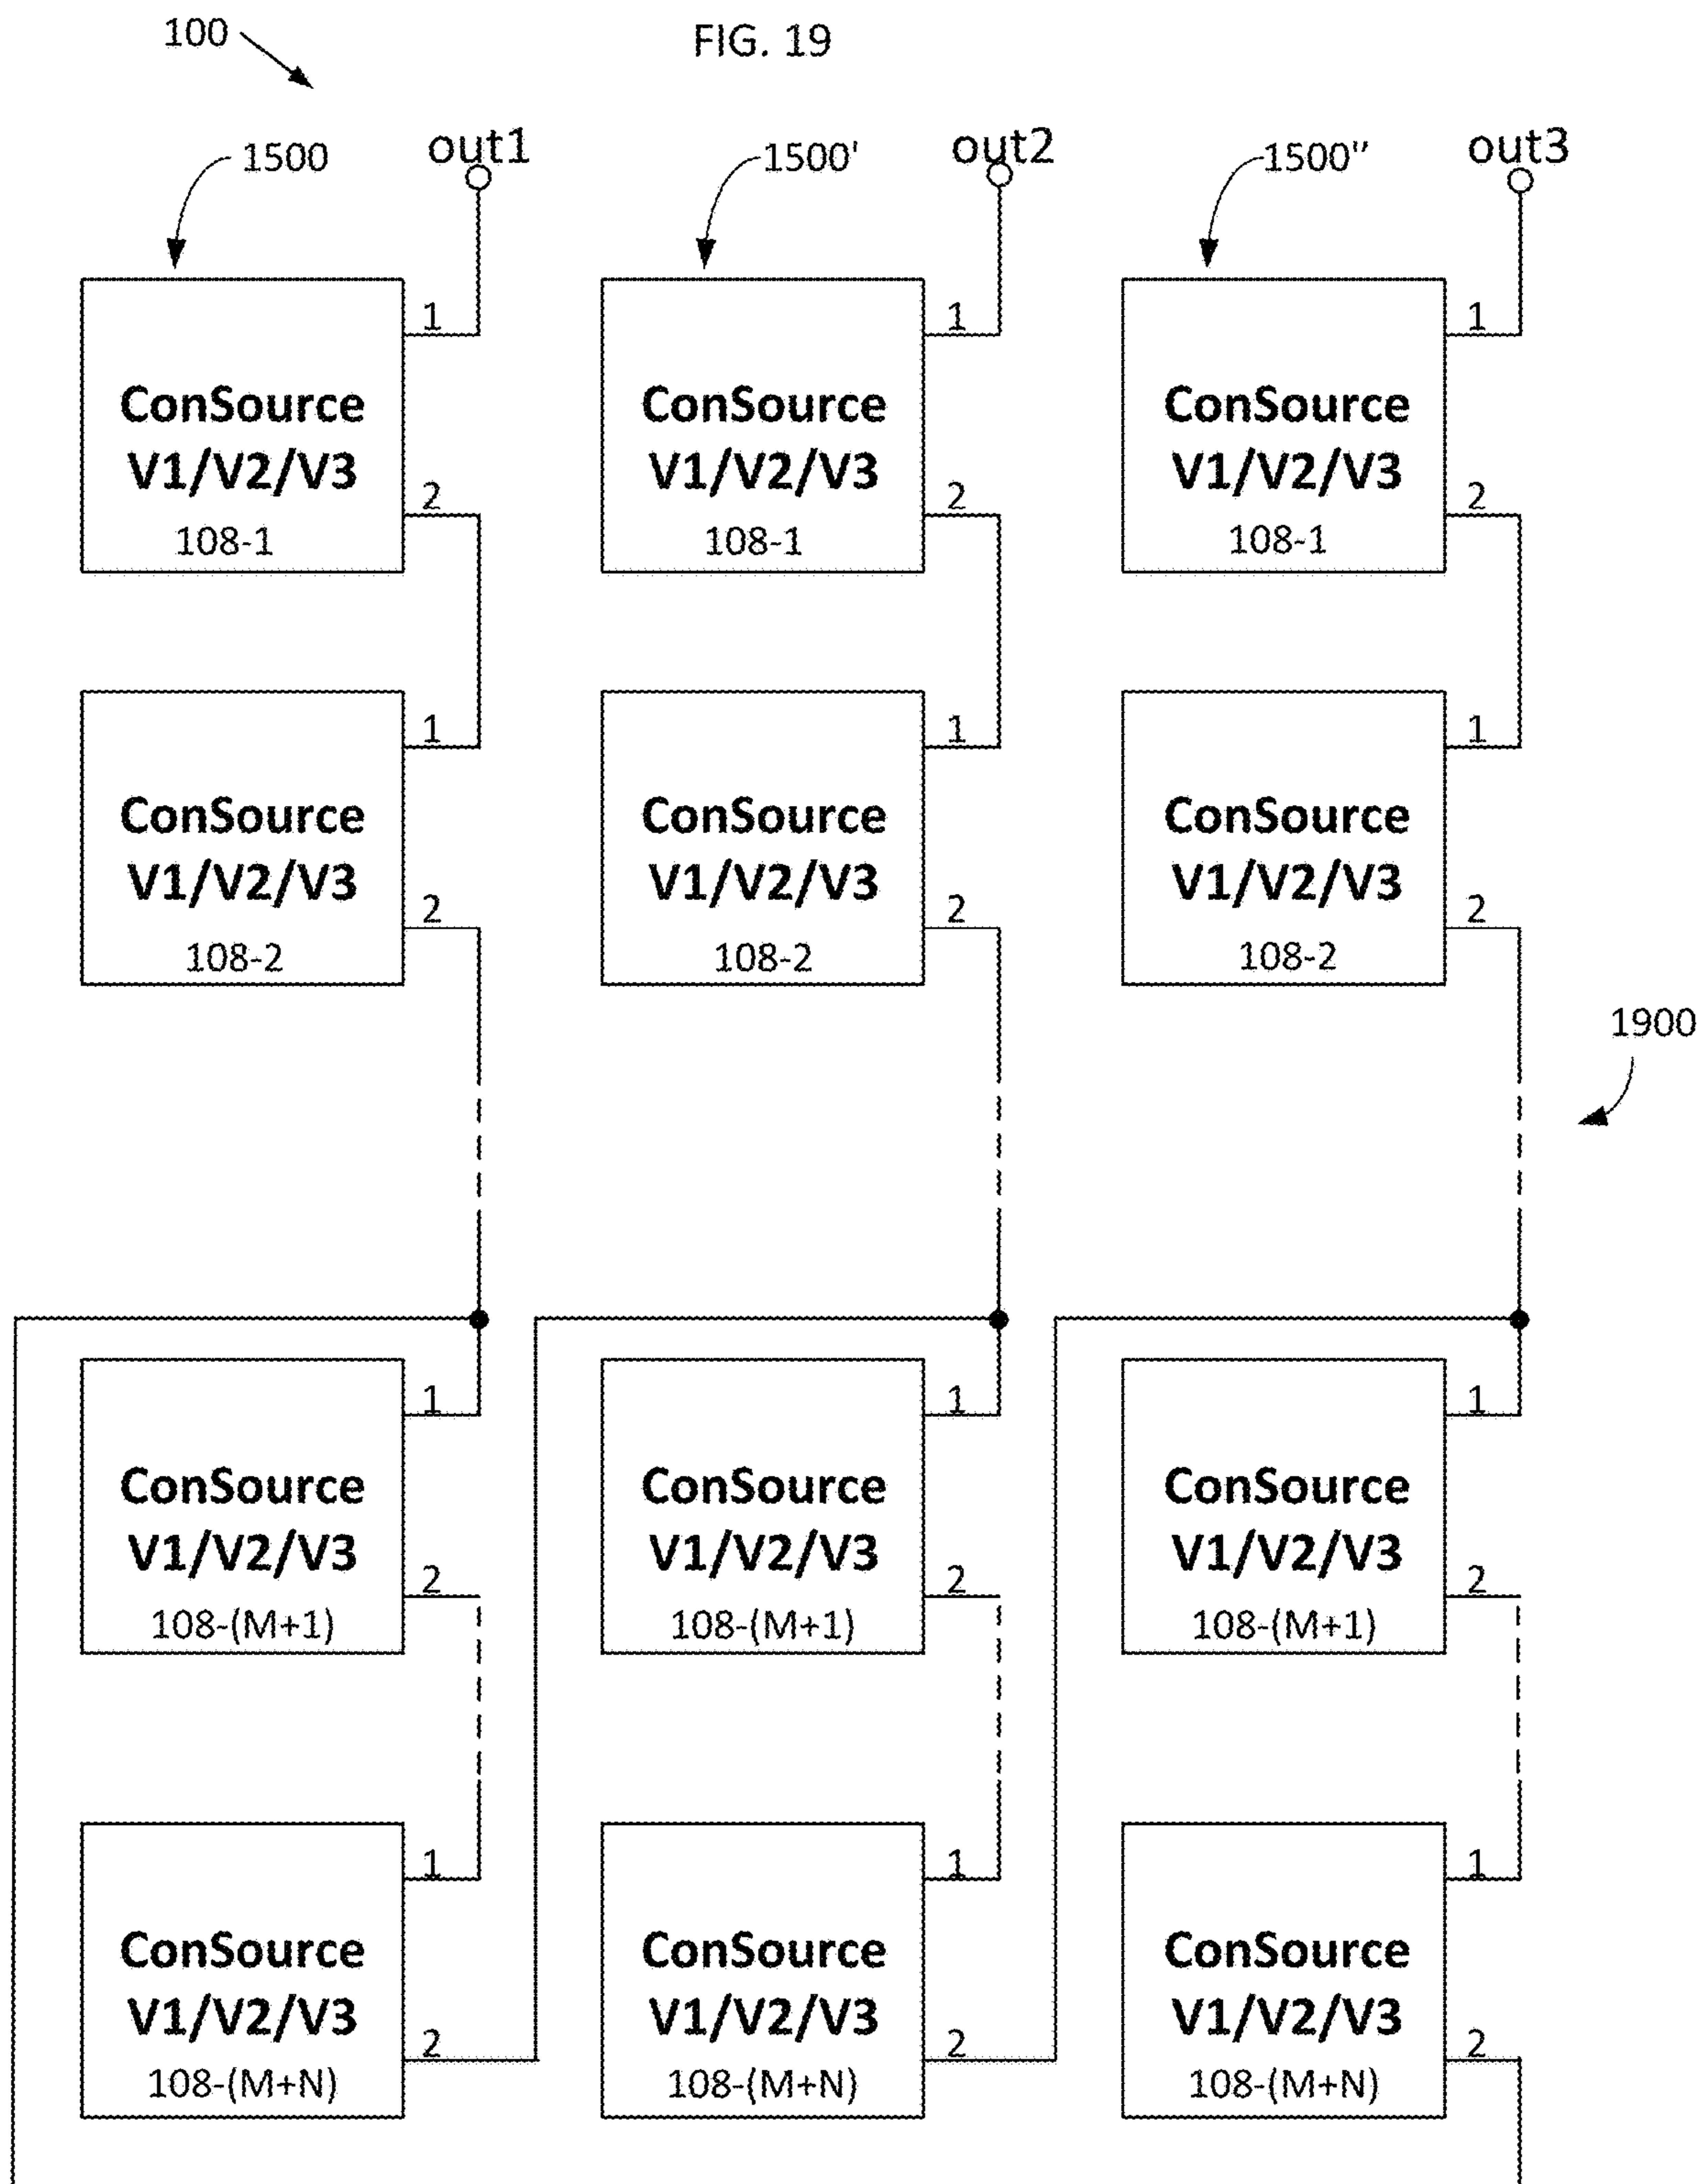 100
FIG. 19
1500
out1
1500'
out2
1500''
out3
1
1
1
ConSource
V1/V2/V3
108-1
ConSource
V1/V2/V3
108-1
ConSource
V1/V2/V3
108-1
2
2
2
1
1
1
ConSource
V1/V2/V3
108-2
ConSource
V1/V2/V3
108-2
ConSource
V1/V2/V3
108-2
2
2
2
1900
1
1
1
ConSource
V1/V2/V3
108-(M+1)
ConSource
V1/V2/V3
108-(M+1)
ConSource
V1/V2/V3
108-(M+1)
2
2
2
1
1
1
ConSource
V1/V2/V3
108-(M+N)
ConSource
V1/V2/V3
108-(M+N)
ConSource
V1/V2/V3
108-(M+N)
2
2
2